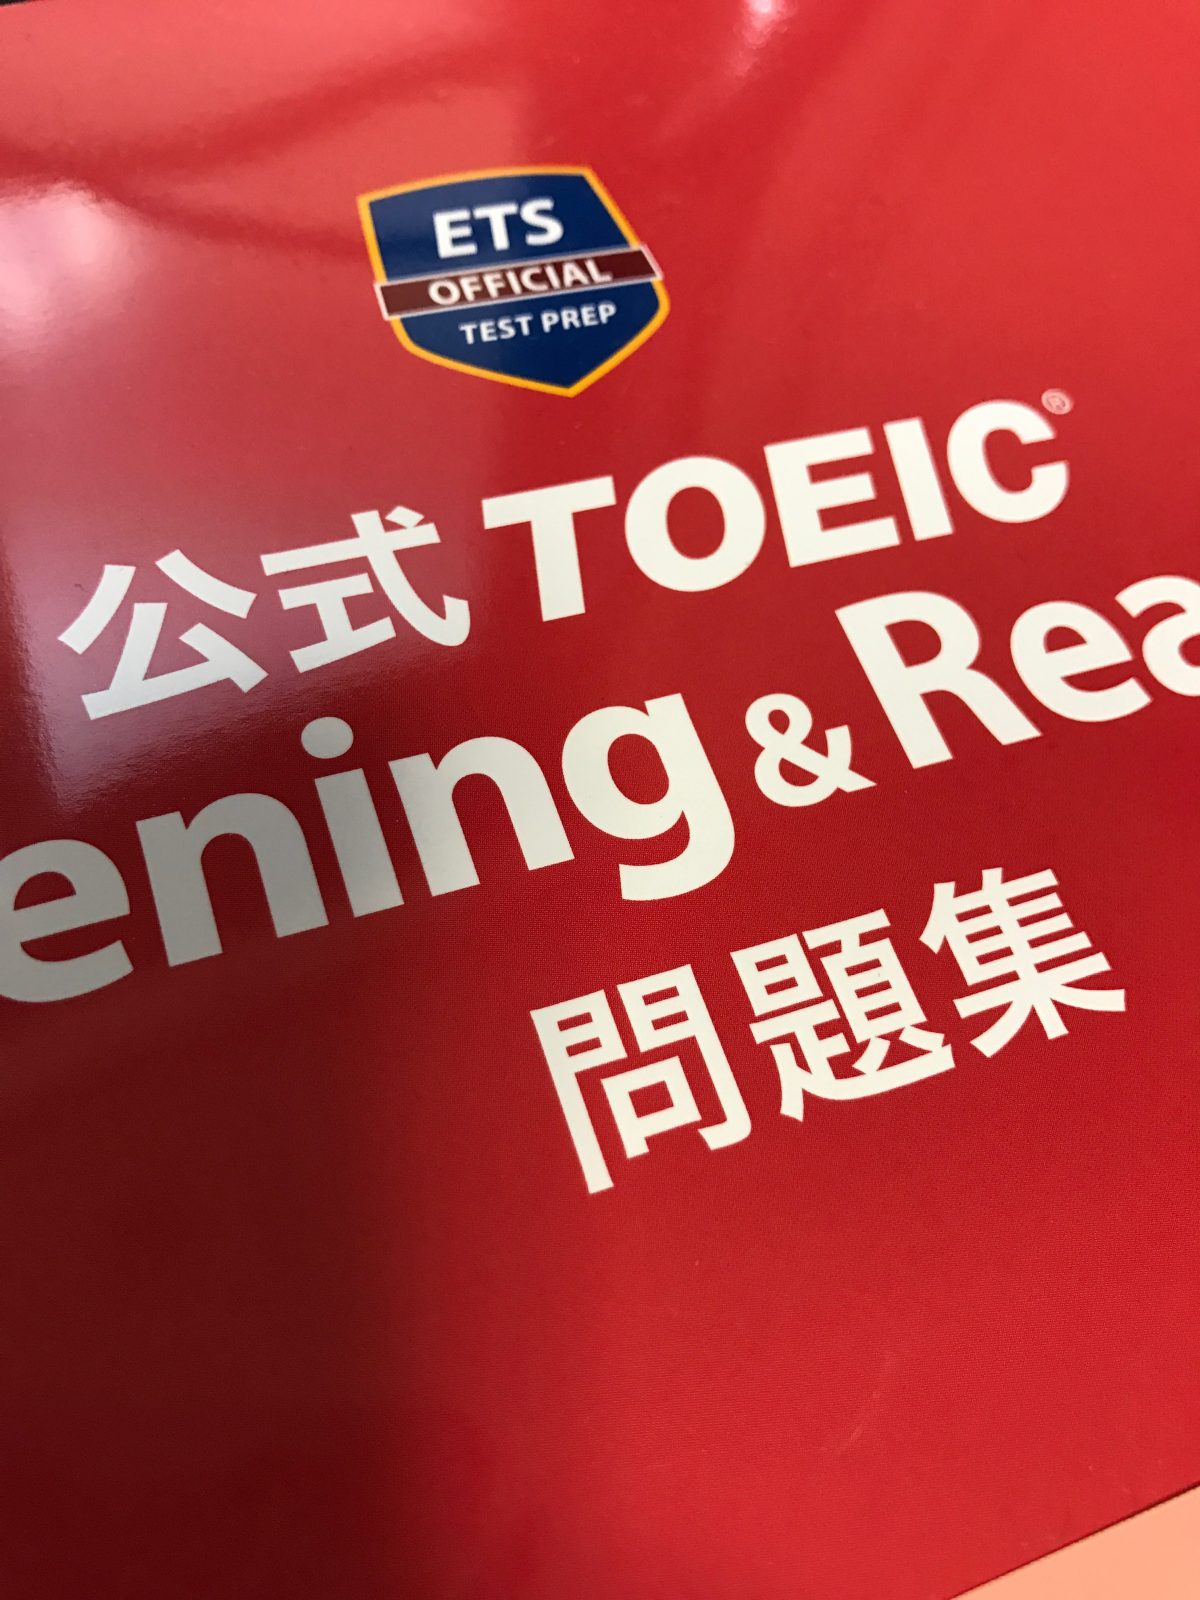 ETS
OFFICIAL
TEST PREP
公式 TOEIC®
ening & Rea
問題集